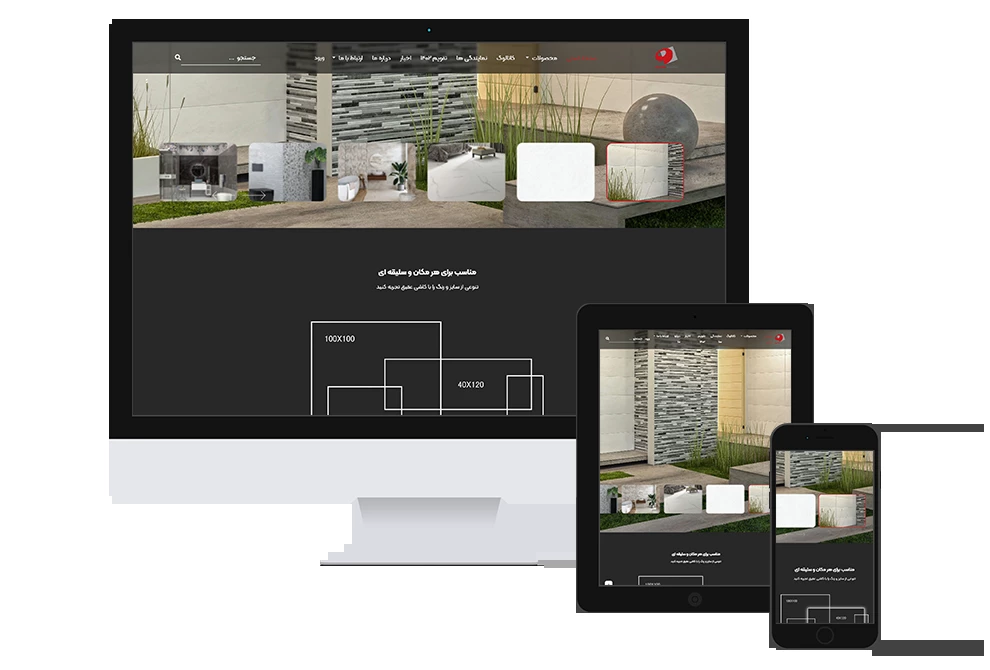 محصولات کاتالوگ نمایندگی ها تقویم ۱۴۰۲ اخبار درباره ما ارتباط با ما ورود جستجو ...
مناسب برای هر مکان و سلیقه ای
تنوعی از سایز و رنگ را با کاشی عقیق تجربه کنید
100X100
40X120
مناسب برای هر مکان و سلیقه ای
تنوعی از سایز و رنگ را با کاشی عقیق تجربه کنید
مناسب برای هر مکان و سلیقه ای
تنوعی از سایز و رنگ را با کاشی عقیق تجربه کنید
100X100
40X120